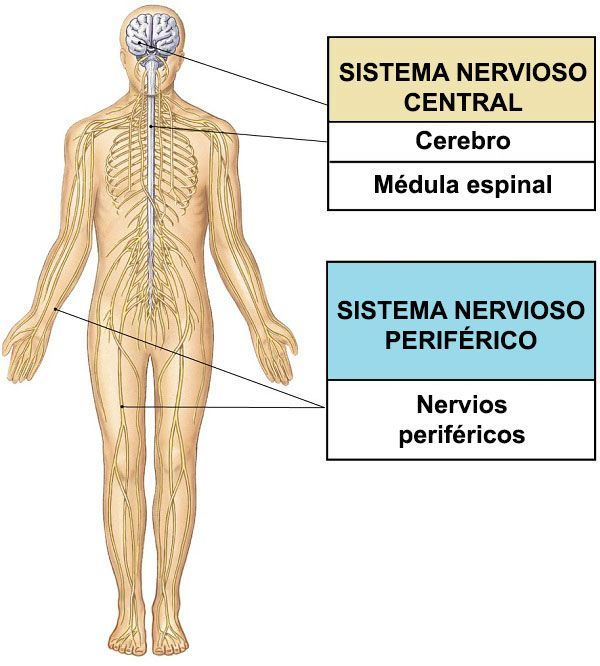 SISTEMA NERVIOSO
CENTRAL
Cerebro
Médula espinal
SISTEMA NERVIOSO
PERIFÉRICO
Nervios
periféricos